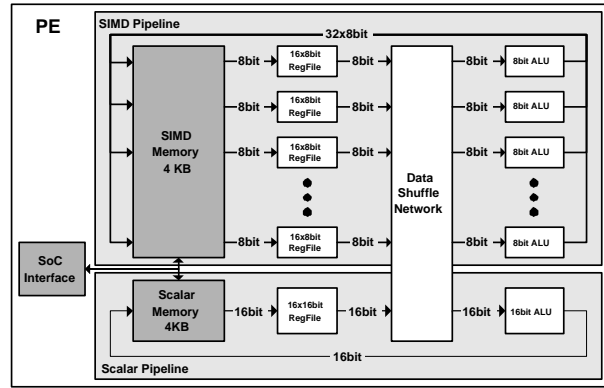 PE
SIMD Pipeline
32x8bit
SIMD
Memory
4 KB
8bit
16x8bit
RegFile
8bit
Data
Shuffle
Network
8bit
8bit ALU
8bit
16x8bit
RegFile
8bit
8bit
8bit ALU
8bit
16x8bit
RegFile
8bit
8bit
8bit ALU
8bit
16x8bit
RegFile
8bit
8bit
8bit ALU
SoC
Interface
Scalar
Memory
4KB
16bit
16x16bit
RegFile
16bit
16bit
16bit ALU
16bit
Scalar Pipeline